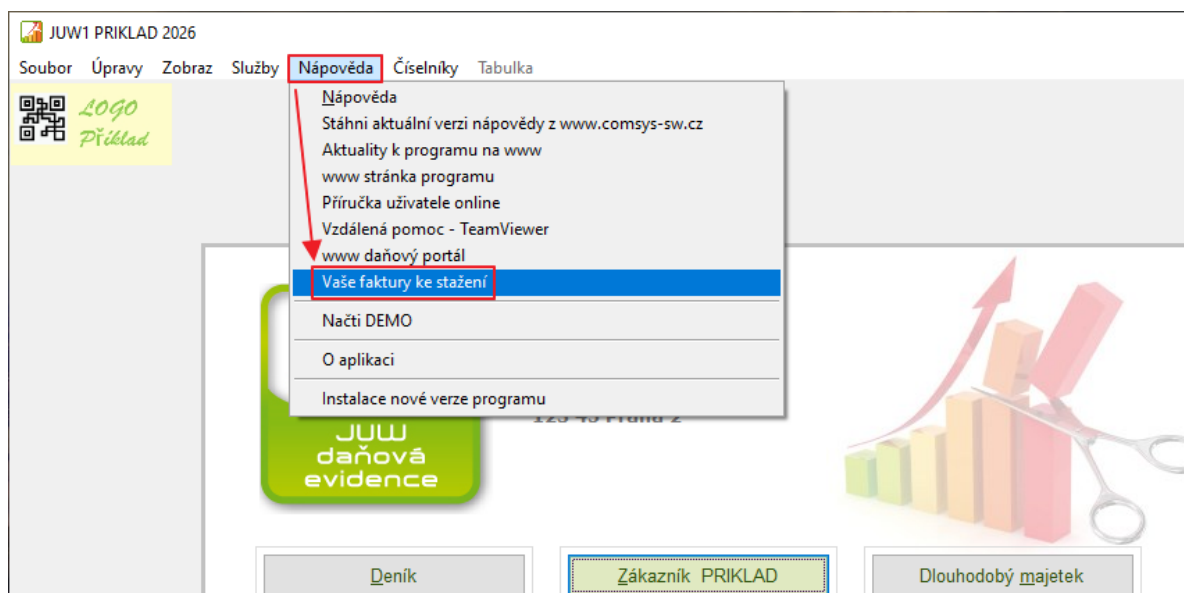 JUW1 PRIKLAD 2026
Soubor Úpravy Zobraz Služby Nápověda Číselníky Tabulka
LOGO
Příklad
Nápověda
Stáhni aktuální verzi nápovědy z www.comsys-sw.cz
Aktuality k programu na www
www stránka programu
Příručka uživatele online
Vzdálená pomoc - TeamViewer
www daňový portál
Vaše faktury ke stažení
Načti DEMO
O aplikaci
Instalace nové verze programu
JUW
daňová
evidence
Deník
Zákazník PRIKLAD
Dlouhodobý majetek